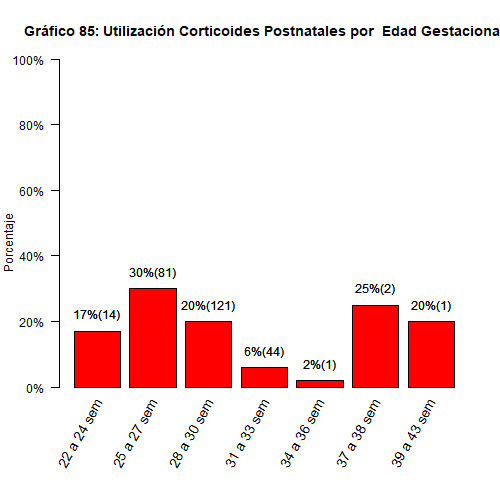 Gráfico 85: Utilización Corticoides Postnatales por  Edad Gestaciona
100%
80%
60%
40%
20%
0%
Porcentaje
17%(14)
30%(81)
20%(121)
6%(44)
2%(1)
25%(2)
20%(1)
22 a 24 sem
25 a 27 sem
28 a 30 sem
31 a 33 sem
34 a 36 sem
37 a 38 sem
39 a 43 sem